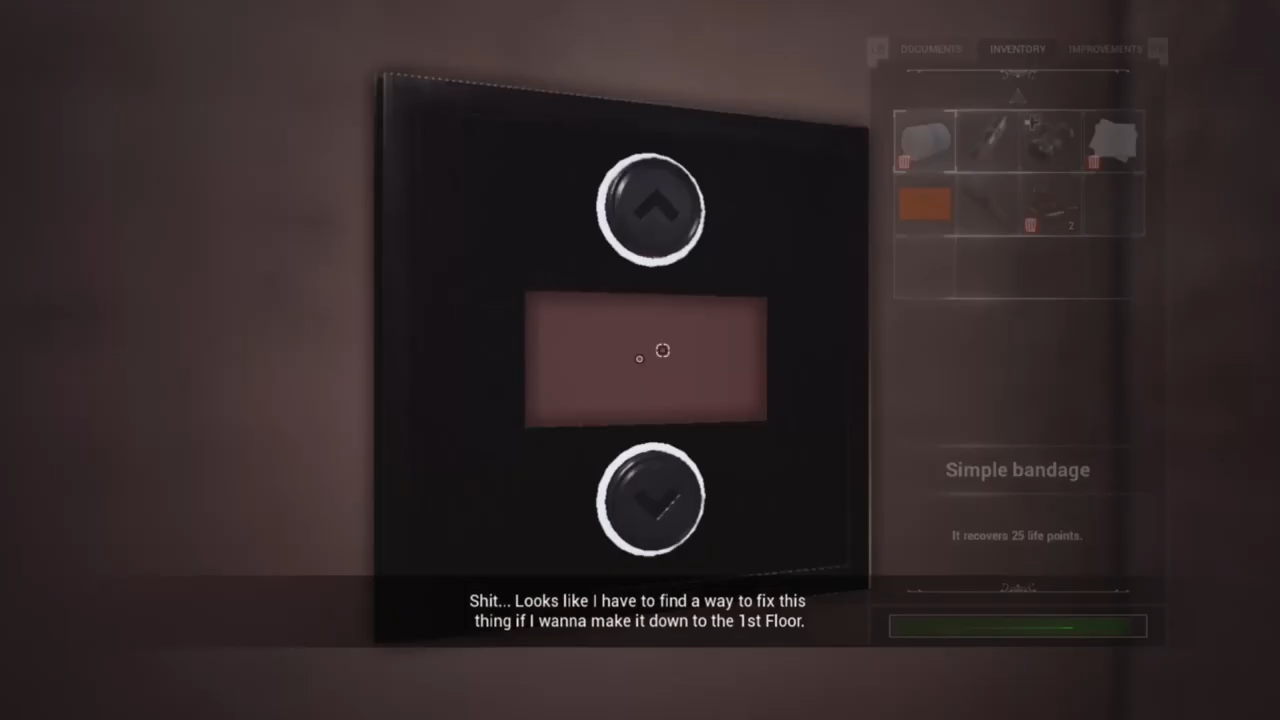 DOCUMENTS INVENTORY IMPROVEMENTS
2
Simple bandage
It recovers 25 life points.
Shit... Looks like I have to find a way to fix this
thing if I wanna make it down to the 1st Floor.